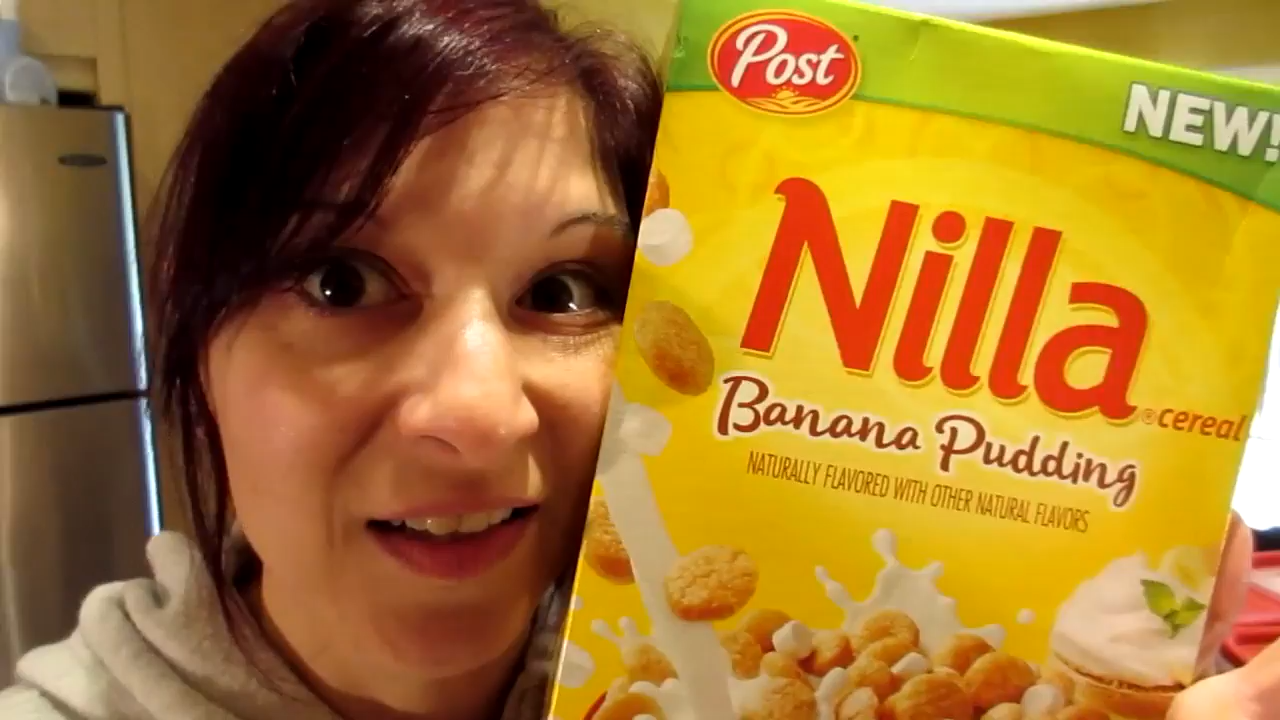 Post
NEW!
Nilla
® cereal
Banana Pudding
NATURALLY FLAVORED WITH OTHER NATURAL FLAVORS